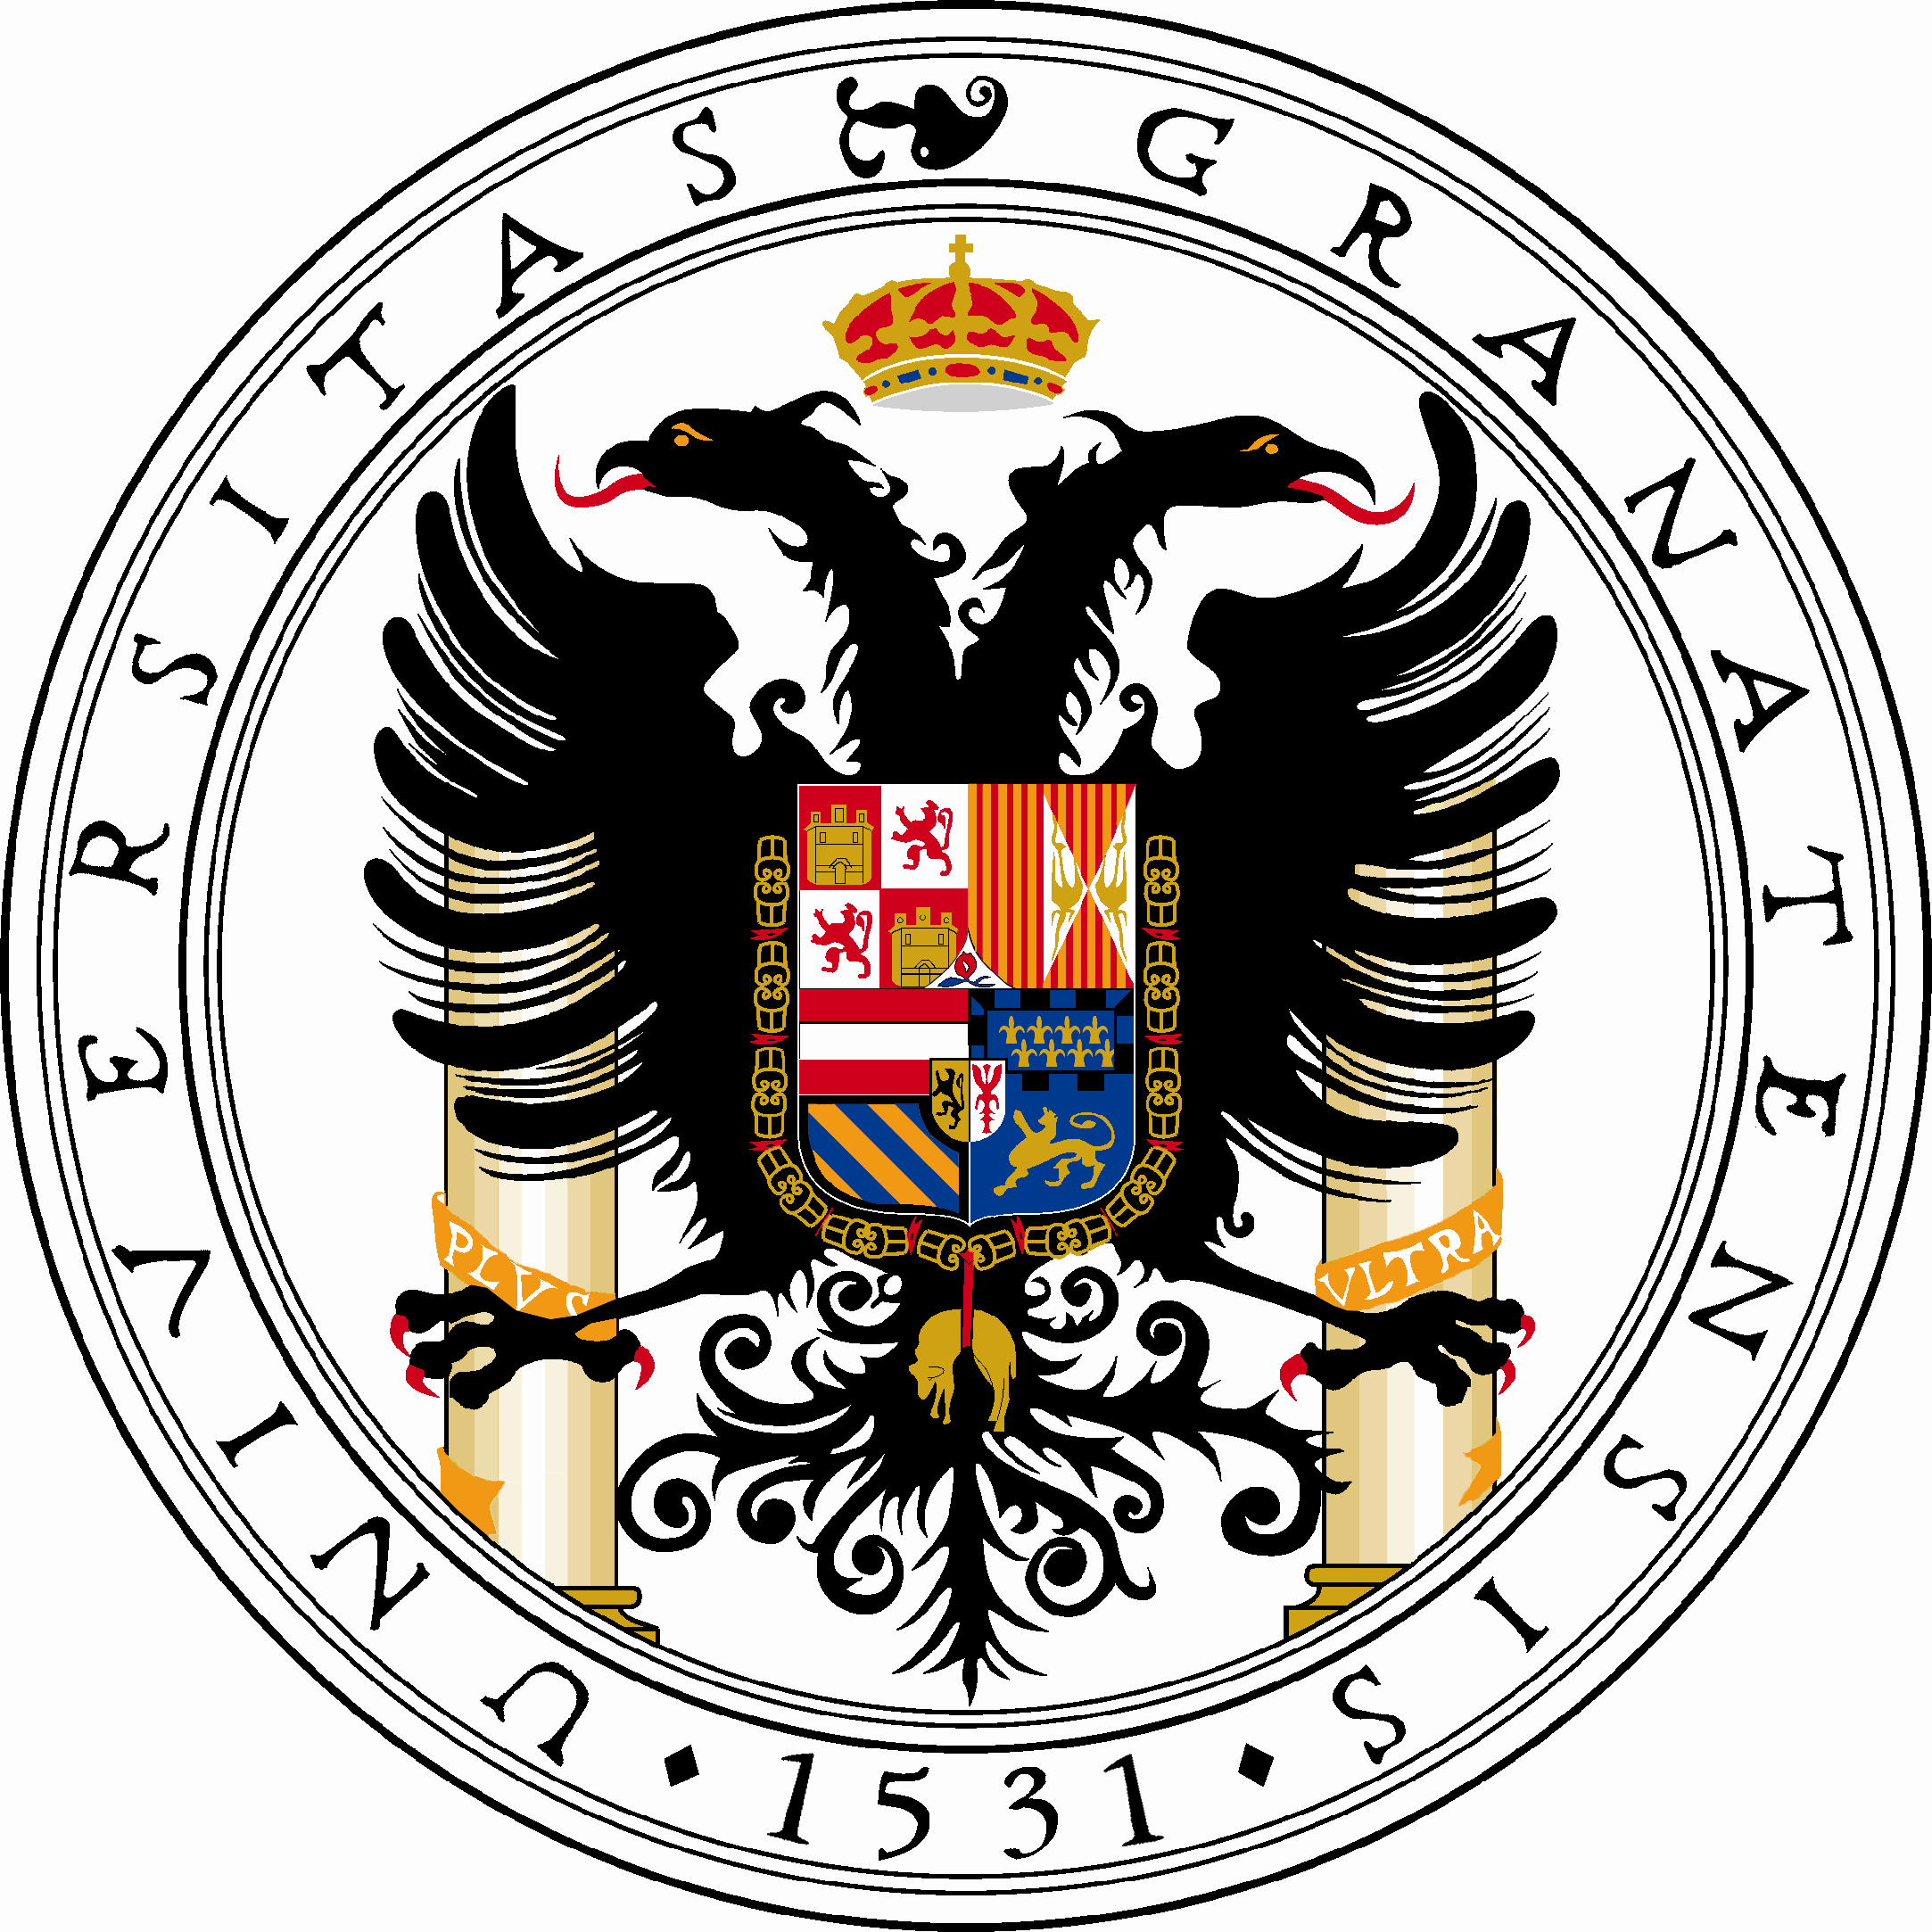 UNIVERSITAS GRANATENSIS
· 1531 ·
PLVS
VLTRA